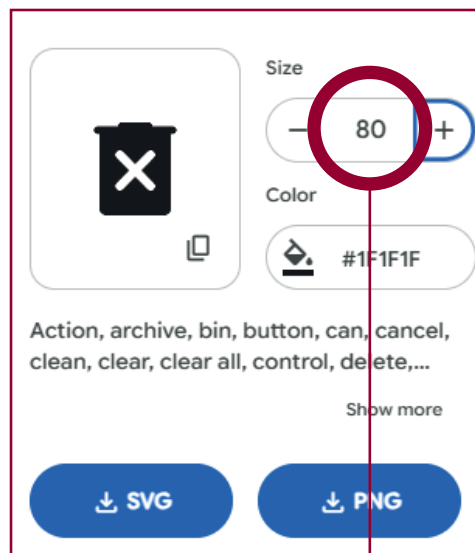 Size
80
Color
#1F1F1F
Action, archive, bin, button, can, cancel,
clean, clear, clear all, control, delete,...
Show more
SVG
PNG